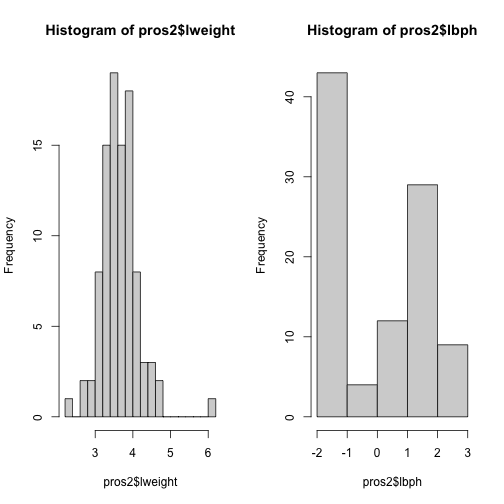 Histogram of pros2$lweight
Frequency
15
10
5
0
3 4 5 6
pros2$lweight
Histogram of pros2$lbph
Frequency
40
30
20
10
0
-2 -1 0 1 2 3
pros2$lbph